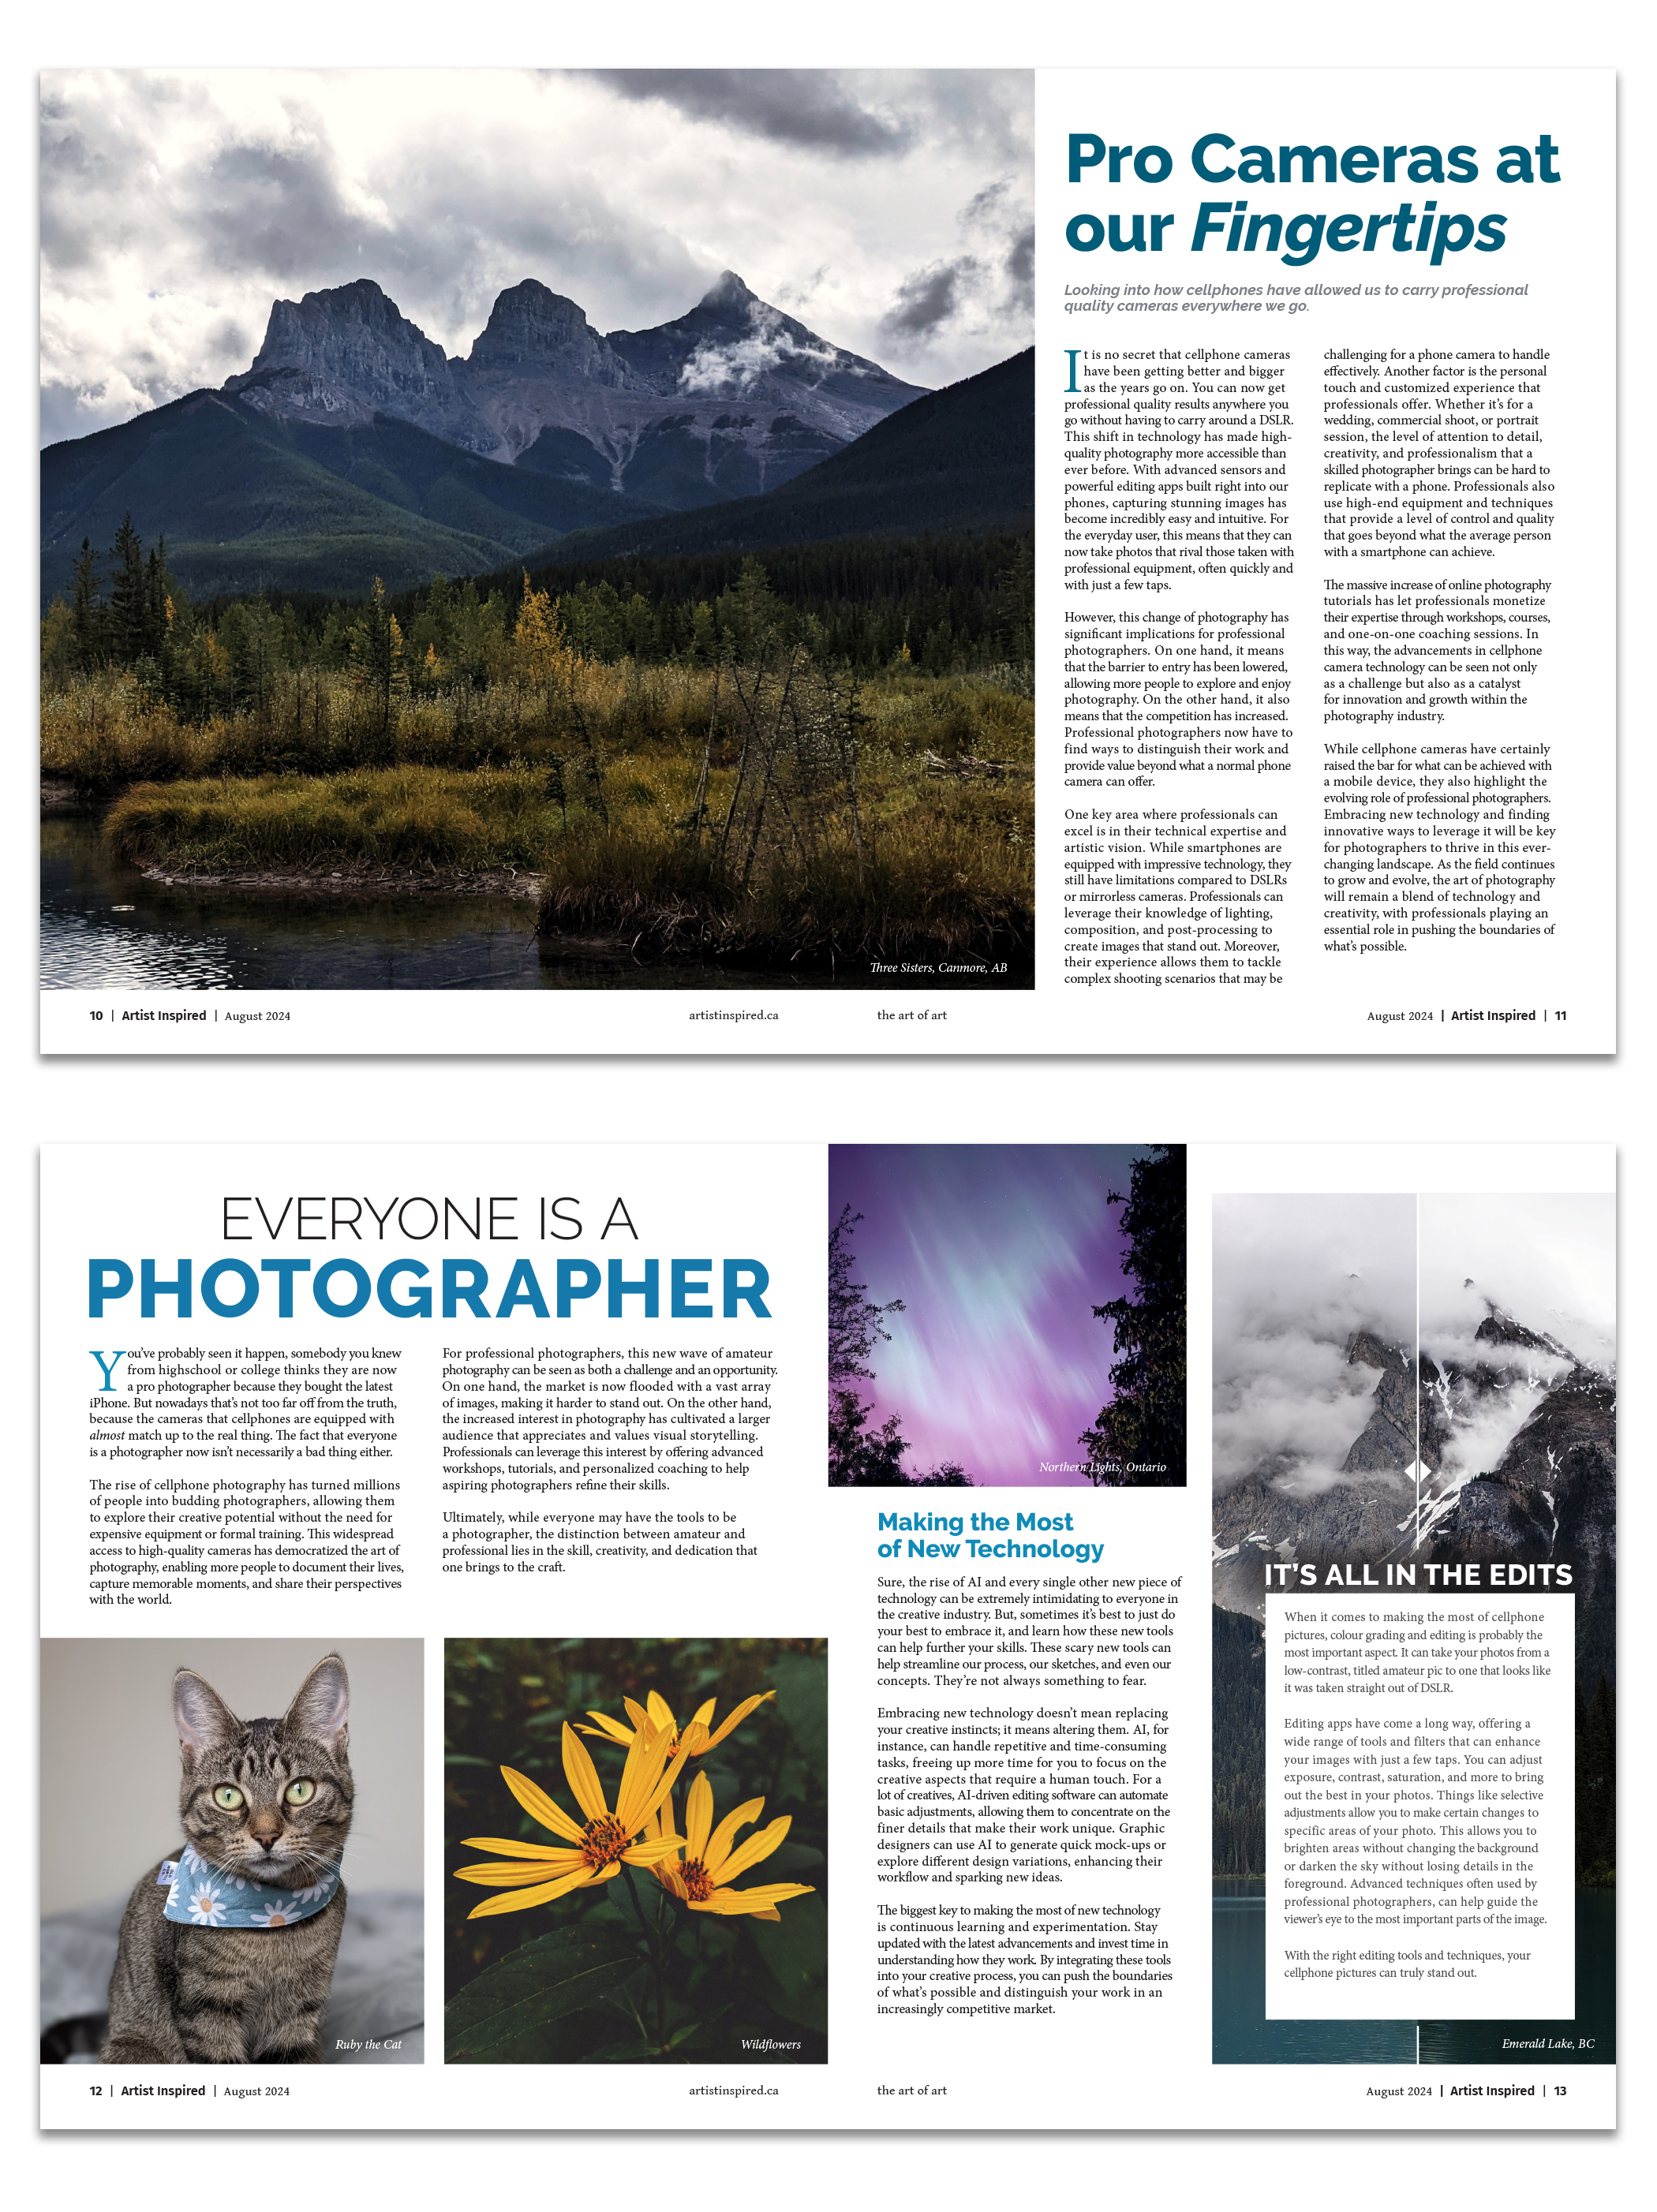 Pro Cameras at
our Fingertips
Looking into how cellphones have allowed us to carry professional
quality cameras everywhere we go.
It is no secret that cellphone cameras
have been getting better and bigger
as the years go on. You can now get
professional quality results anywhere you
go without having to carry around a DSLR.
This shift in technology has made high-
quality photography more accessible than
ever before. With advanced sensors and
powerful editing apps built right into our
phones, capturing stunning images has
become incredibly easy and intuitive. For
the everyday user, this means that they can
now take photos that rival those taken with
professional equipment, often quickly and
with just a few taps.
However, this change of photography has
significant implications for professional
photographers. On one hand, it means
that the barrier to entry has been lowered,
allowing more people to explore and enjoy
photography. On the other hand, it also
means that the competition has increased.
Professional photographers now have to
find ways to distinguish their work and
provide value beyond what a normal phone
camera can offer.
One key area where professionals can
excel is in their technical expertise and
artistic vision. While smartphones are
equipped with impressive technology, they
still have limitations compared to DSLRs
or mirrorless cameras. Professionals can
leverage their knowledge of lighting,
composition, and post-processing to
create images that stand out. Moreover,
their experience allows them to tackle
complex shooting scenarios that may be
challenging for a phone camera to handle
effectively. Another factor is the personal
touch and customized experience that
professionals offer. Whether it's for a
wedding, commercial shoot, or portrait
session, the level of attention to detail,
creativity, and professionalism that a
skilled photographer brings can be hard to
replicate with a phone. Professionals also
use high-end equipment and techniques
that provide a level of control and quality
that goes beyond what the average person
with a smartphone can achieve.
The massive increase of online photography
tutorials has let professionals monetize
their expertise through workshops, courses,
and one-on-one coaching sessions. In
this way, the advancements in cellphone
camera technology can be seen not only
as a challenge but also as a catalyst
for innovation and growth within the
photography industry.
While cellphone cameras have certainly
raised the bar for what can be achieved with
a mobile device, they also highlight the
evolving role of professional photographers.
Embracing new technology and finding
innovative ways to leverage it will be key
for photographers to thrive in this ever-
changing landscape. As the field continues
to grow and evolve, the art of photography
will remain a blend of technology and
creativity, with professionals playing an
essential role in pushing the boundaries of
what's possible.
Three Sisters, Canmore, AB
10 | Artist Inspired | August 2024
artistinspired.ca
the art of art
August 2024 | Artist Inspired | 11
EVERYONE IS A
PHOTOGRAPHER
You've probably seen it happen, somebody you knew
from highschool or college thinks they are now
a pro photographer because they bought the latest
iPhone. But nowadays that's not too far off from the truth,
because the cameras that cellphones are equipped with
almost match up to the real thing. The fact that everyone
is a photographer now isn't necessarily a bad thing either.
The rise of cellphone photography has turned millions
of people into budding photographers, allowing them
to explore their creative potential without the need for
expensive equipment or formal training. This widespread
access to high-quality cameras has democratized the art of
photography, enabling more people to document their lives,
capture memorable moments, and share their perspectives
with the world.
For professional photographers, this new wave of amateur
photography can be seen as both a challenge and an opportunity.
On one hand, the market is now flooded with a vast array
of images, making it harder to stand out. On the other hand,
the increased interest in photography has cultivated a larger
audience that appreciates and values visual storytelling.
Professionals can leverage this interest by offering advanced
workshops, tutorials, and personalized coaching to help
aspiring photographers refine their skills.
Ultimately, while everyone may have the tools to be
a photographer, the distinction between amateur and
professional lies in the skill, creativity, and dedication that
one brings to the craft.
Ruby the Cat
Wildflowers
Northern Lights, Ontario
Making the Most
of New Technology
Sure, the rise of AI and every single other new piece of
technology can be extremely intimidating to everyone in
the creative industry. But, sometimes it's best to just do
your best to embrace it, and learn how these new tools
can help further your skills. These scary new tools can
help streamline our process, our sketches, and even our
concepts. They're not always something to fear.
Embracing new technology doesn't mean replacing
your creative instincts; it means altering them. AI, for
instance, can handle repetitive and time-consuming
tasks, freeing up more time for you to focus on the
creative aspects that require a human touch. For a
lot of creatives, AI-driven editing software can automate
basic adjustments, allowing them to concentrate on the
finer details that make their work unique. Graphic
designers can use AI to generate quick mock-ups or
explore different design variations, enhancing their
workflow and sparking new ideas.
The biggest key to making the most of new technology
is continuous learning and experimentation. Stay
updated with the latest advancements and invest time in
understanding how they work. By integrating these tools
into your creative process, you can push the boundaries
of what's possible and distinguish your work in an
increasingly competitive market.
IT'S ALL IN THE EDITS
When it comes to making the most of cellphone
pictures, colour grading and editing is probably the
most important aspect. It can take your photos from a
low-contrast, titled amateur pic to one that looks like
it was taken straight out of DSLR.
Editing apps have come a long way, offering a
wide range of tools and filters that can enhance
your images with just a few taps. You can adjust
exposure, contrast, saturation, and more to bring
out the best in your photos. Things like selective
adjustments allow you to make certain changes to
specific areas of your photo. This allows you to
brighten areas without changing the background
or darken the sky without losing details in the
foreground. Advanced techniques often used by
professional photographers, can help guide the
viewer's eye to the most important parts of the image.
With the right editing tools and techniques, your
cellphone pictures can truly stand out.
Emerald Lake, BC
12 | Artist Inspired | August 2024
artistinspired.ca
the art of art
August 2024 | Artist Inspired | 13